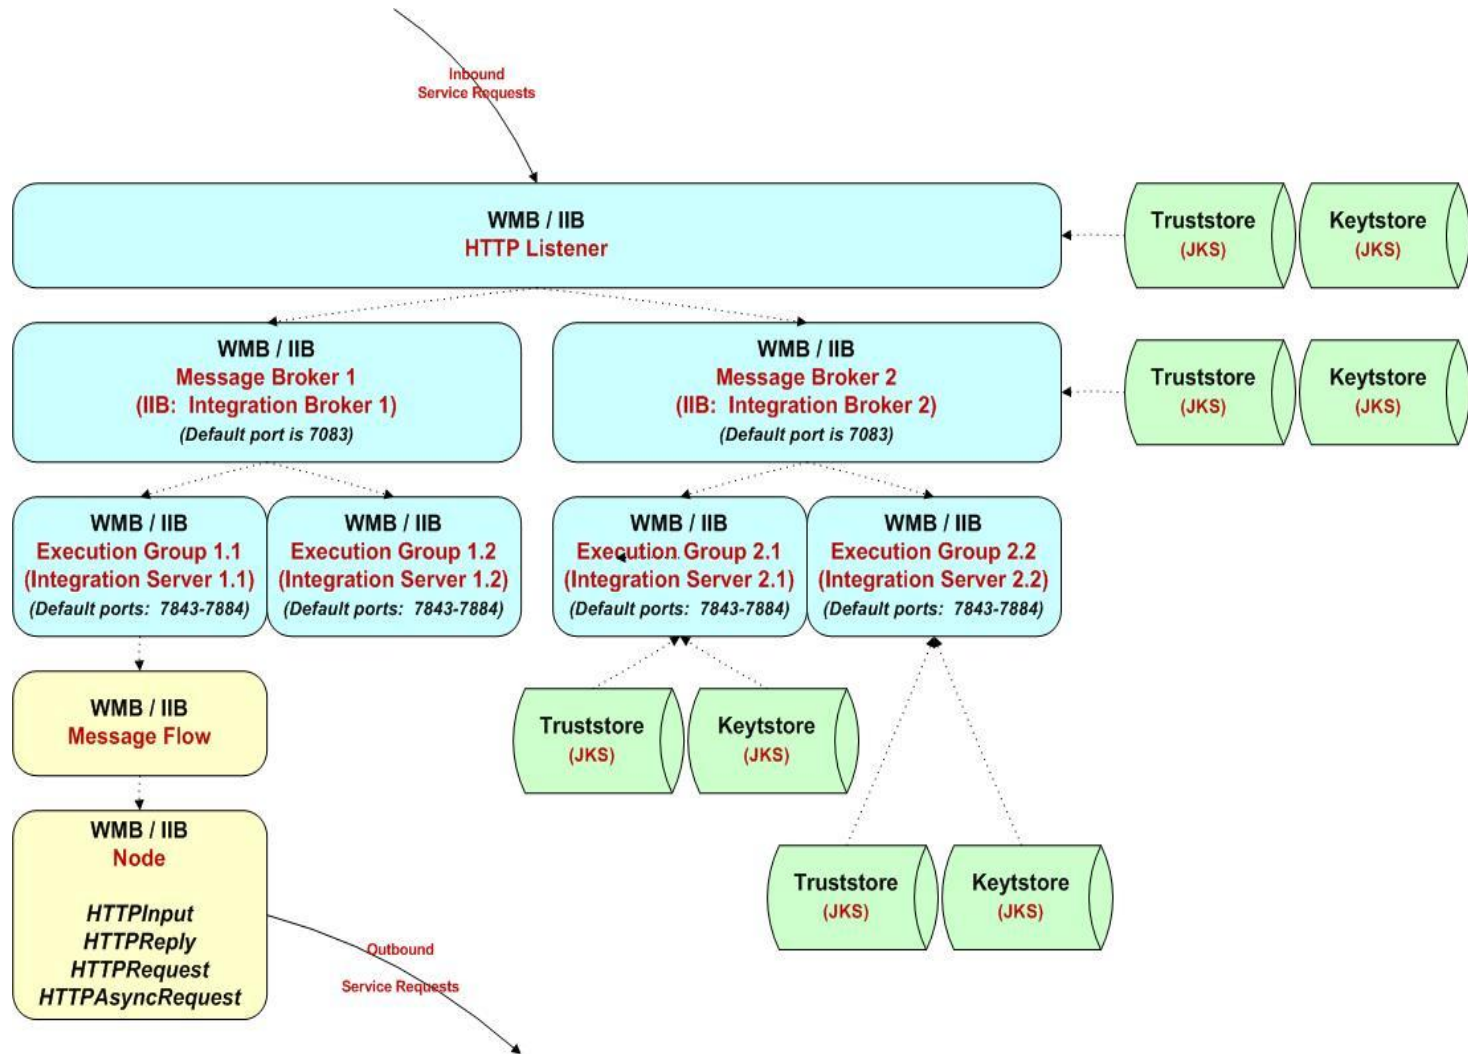 Inbound
Service Requests
WMB / IIB
HTTP Listener
Truststore
(JKS)
Keytstore
(JKS)
WMB / IIB
Message Broker 1
(IIB:  Integration Broker 1)
(Default port is 7083)
WMB / IIB
Message Broker 2
(IIB:  Integration Broker 2)
(Default port is 7083)
Truststore
(JKS)
Keytstore
(JKS)
WMB / IIB
Execution Group 1.1
(Integration Server 1.1)
(Default ports:  7843-7884)
WMB / IIB
Execution Group 1.2
(Integration Server 1.2)
(Default ports:  7843-7884)
WMB / IIB
Execution Group 2.1
(Integration Server 2.1)
(Default ports:  7843-7884)
WMB / IIB
Execution Group 2.2
(Integration Server 2.2)
(Default ports:  7843-7884)
WMB / IIB
Message Flow
Truststore
(JKS)
Keytstore
(JKS)
WMB / IIB
Node
HTTPInput
HTTPReply
HTTPRequest
HTTPAsyncRequest
Truststore
(JKS)
Keytstore
(JKS)
Outbound
Service Requests